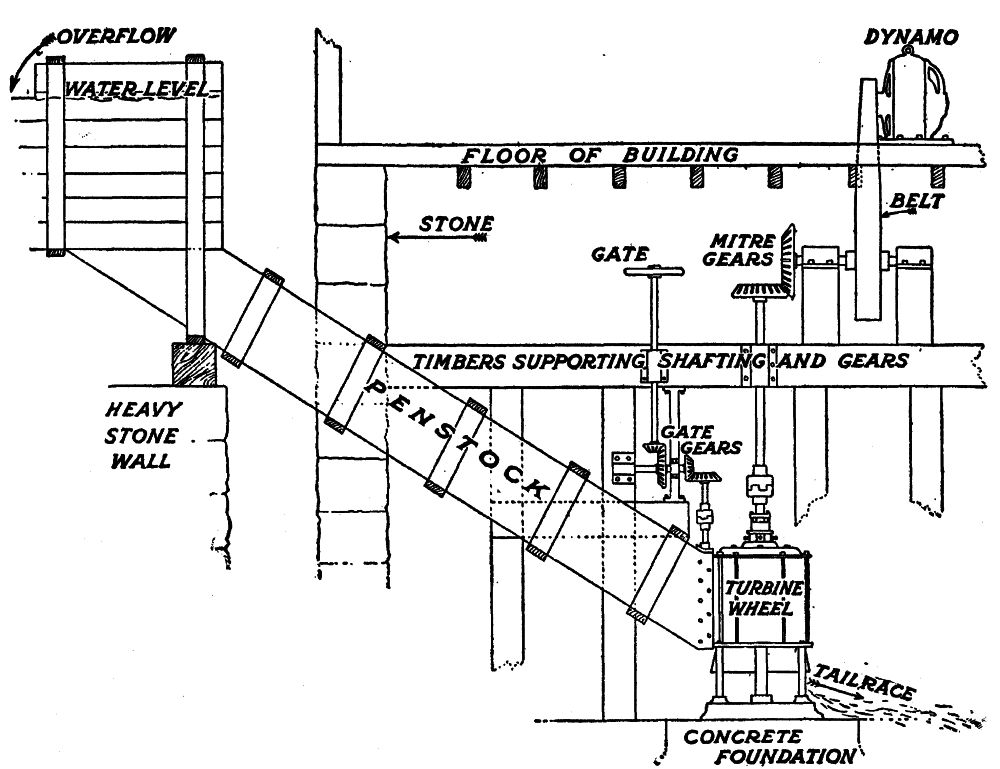 OVERFLOW
DYNAMO
WATER LEVEL
FLOOR OF BUILDING
BELT
STONE
MITRE
GEARS
GATE
TIMBERS SUPPORTING SHAFTING AND GEARS
PENSTOCK
HEAVY
STONE
WALL
GATE
GEARS
TURBINE
WHEEL
TAILRACE
CONCRETE
FOUNDATION